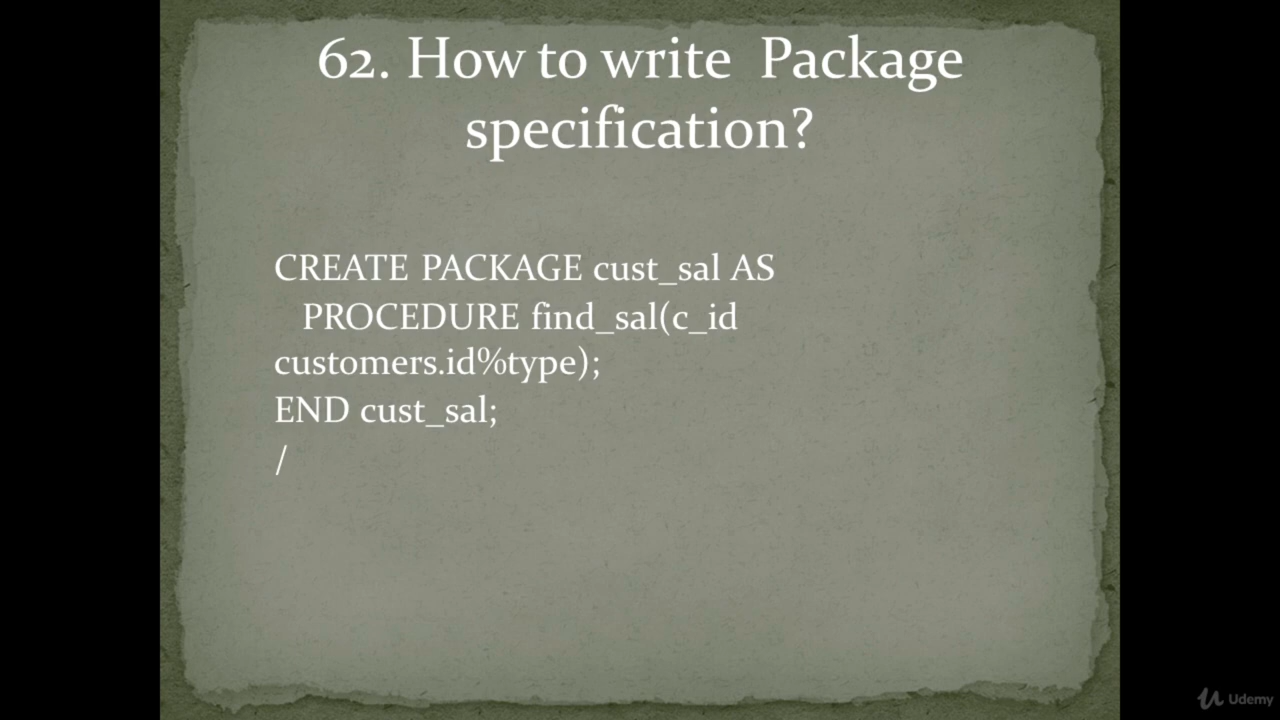 62. How to write  Package
specification?
CREATE PACKAGE cust_sal AS
PROCEDURE find_sal(c_id
customers.id%type);
END cust_sal;
/
Udemy